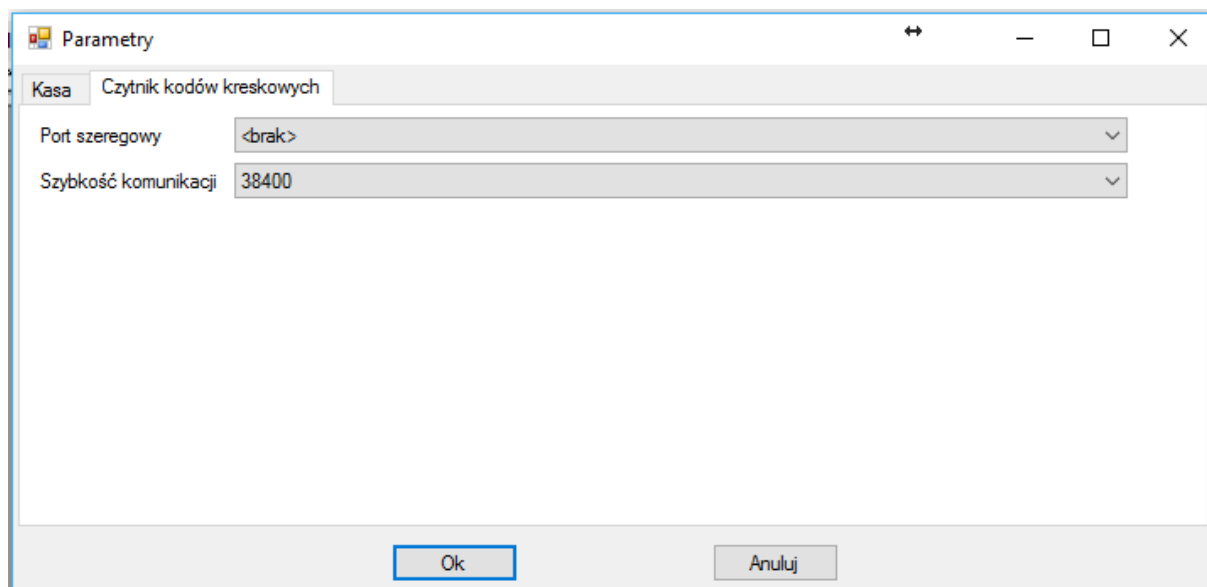 Parametry
Kasa Czytnik kodów kreskowych
Port szeregowy <brak>
Szybkość komunikacji 38400
Ok Anuluj